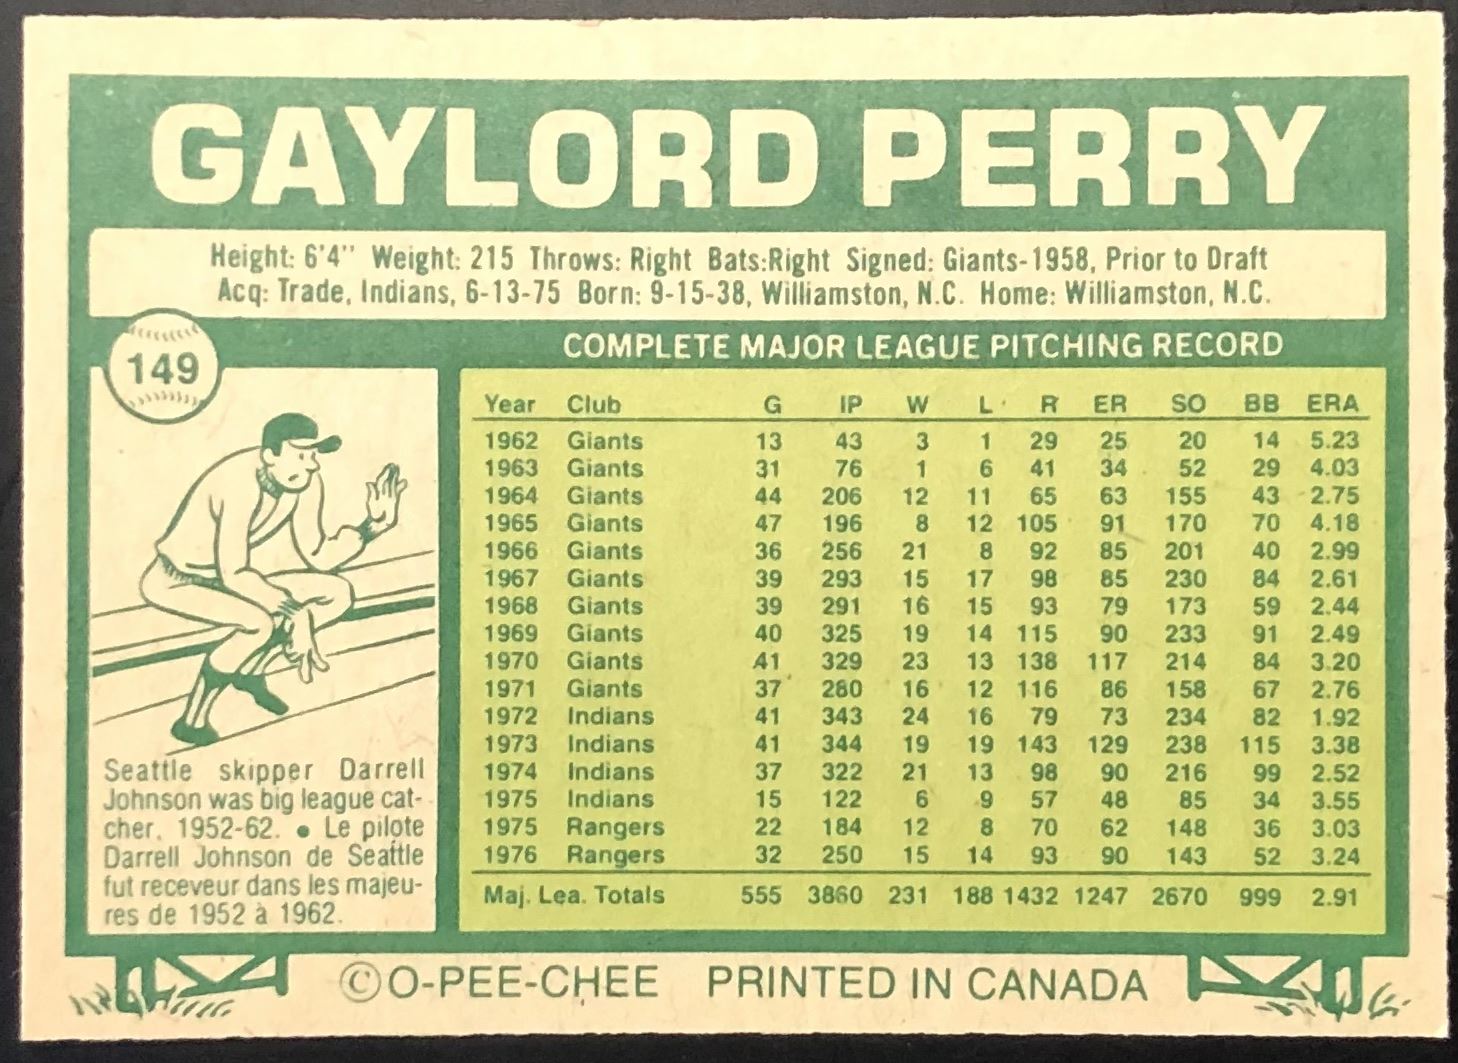 GAYLORD PERRY
Height: 6'4" Weight: 215 Throws: Right Bats:Right Signed: Giants-1958, Prior to Draft
Acq: Trade, Indians, 6-13-75 Born: 9-15-38, Williamston, N.C. Home: Williamston, N.C.
149
COMPLETE MAJOR LEAGUE PITCHING RECORD
Year Club G IP W L R ER SO BB ERA
1962 Giants 13 43 3 1 29 25 20 14 5.23
1963 Giants 31 76 1 6 41 34 52 29 4.03
1964 Giants 44 206 12 11 65 63 155 43 2.75
1965 Giants 47 196 8 12 105 91 170 70 4.18
1966 Giants 36 256 21 8 92 85 201 40 2.99
1967 Giants 39 293 15 17 98 85 230 84 2.61
1968 Giants 39 291 16 15 93 79 173 59 2.44
1969 Giants 40 325 19 14 115 90 233 91 2.49
1970 Giants 41 329 23 13 138 117 214 84 3.20
1971 Giants 37 280 16 12 116 86 158 67 2.76
1972 Indians 41 343 24 16 79 73 234 82 1.92
1973 Indians 41 344 19 19 143 129 238 115 3.38
1974 Indians 37 322 21 13 98 90 216 99 2.52
1975 Indians 15 122 6 9 57 48 85 34 3.55
1975 Rangers 22 184 12 8 70 62 148 36 3.03
1976 Rangers 32 250 15 14 93 90 143 52 3.24
Maj. Lea. Totals 555 3860 231 188 1432 1247 2670 999 2.91
Seattle skipper Darrell
Johnson was big league cat-
cher, 1952-62. • Le pilote
Darrell Johnson de Seattle
fut receveur dans les majeu-
res de 1952 à 1962.
©O-PEE-CHEE PRINTED IN CANADA